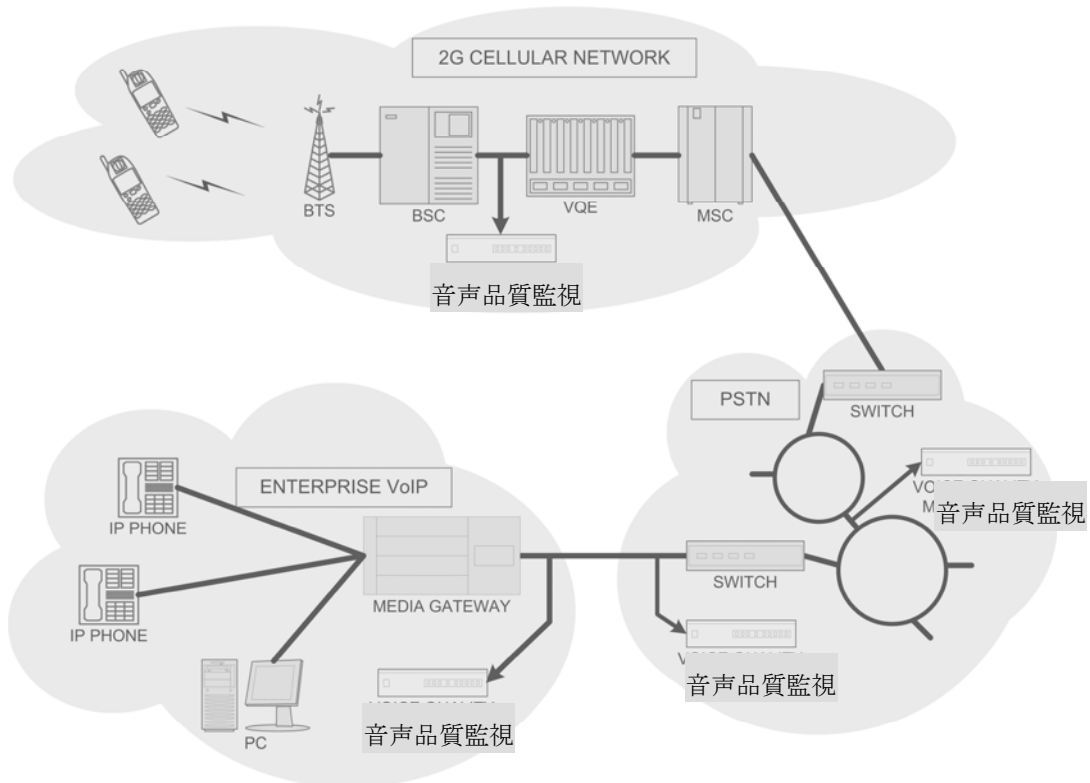 2G CELLULAR NETWORK
BTS
BSC
VQE
MSC
音声品質監視
PSTN
SWITCH
音声品質監視
ENTERPRISE VoIP
IP PHONE
MEDIA GATEWAY
SWITCH
IP PHONE
音声品質監視
音声品質監視
PC